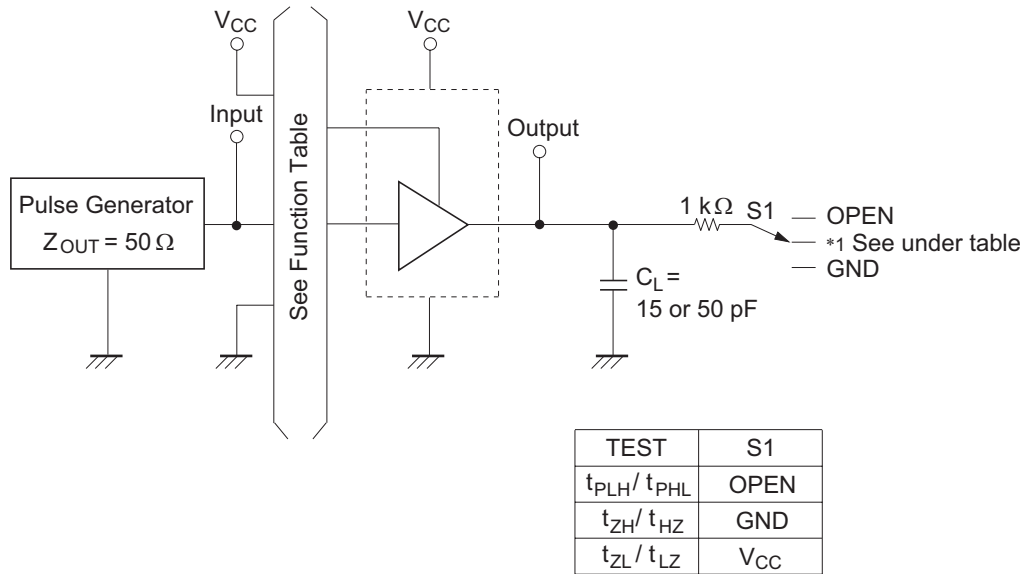 VCC
VCC
Input
Output
See Function Table
Pulse Generator
ZOUT = 50 Ω
1 kΩ
S1
OPEN
*1 See under table
GND
CL =
15 or 50 pF
TEST S1
tPLH / tPHL OPEN
tZH / tHZ GND
tZL / tLZ VCC